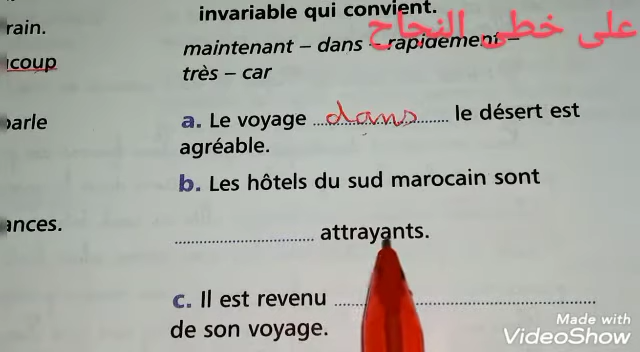 invariable qui convient.
على خطى النجاح
rain.
maintenant – dans – rapidement –
ucoup
très – car
parle
a. Le voyage dans le désert est
agréable.
b. Les hôtels du sud marocain sont
ances.
attrayants.
c. Il est revenu
de son voyage.
Made with
VideoShow